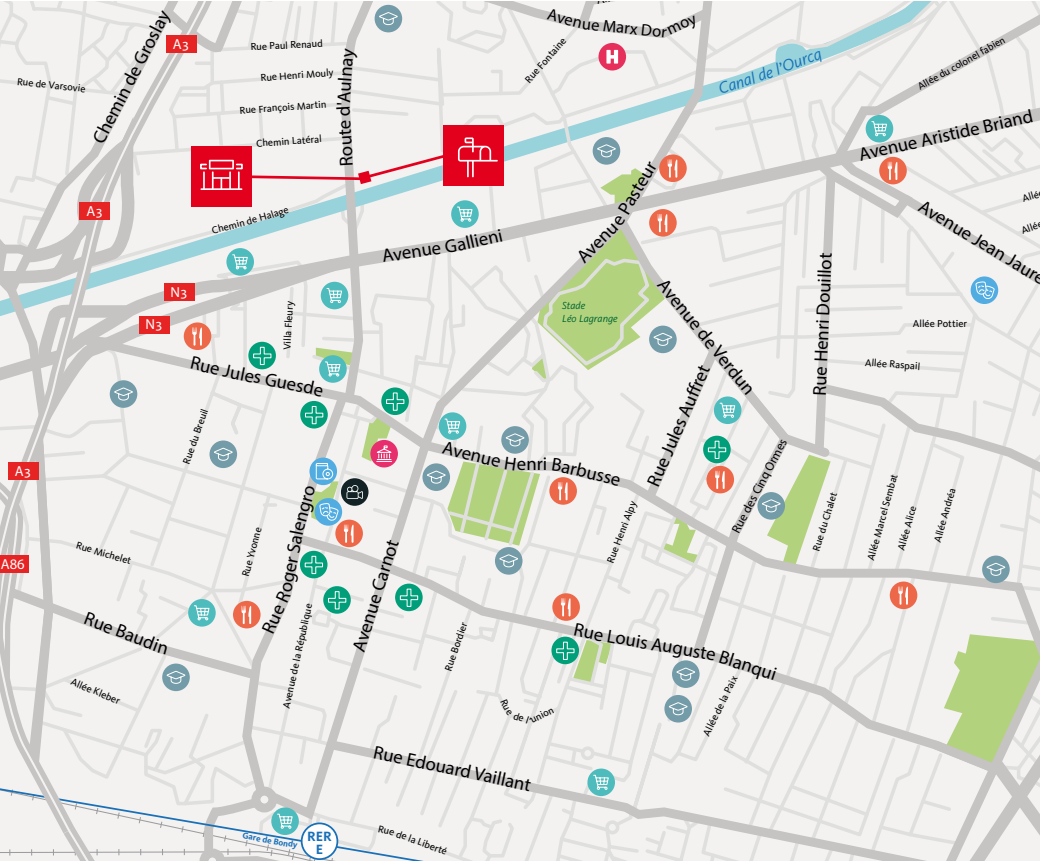 Avenue Marx Dormoy
Chemin de Groslay
A3
Rue Paul Renaud
Rue Fontaine
H
Canal de l'Ourcq
Allée du colonel fabien
Rue de Varsovie
Rue Henri Mouly
Rue François Martin
Route d'Aulnay
Chemin Latéral
Avenue Aristide Briand
A3
Chemin de Halage
Avenue Gallieni
Avenue Pasteur
Avenue Jean Jaure
N3
N3
Villa Fleury
Stade
Léo Lagrange
Avenue de Verdun
Rue Henri Douillot
Allée Pottier
Allée Raspail
Rue Jules Guesde
Rue du Breuil
Rue Jules Auffret
Avenue Henri Barbusse
A3
Rue des Cinq Ormes
Rue du Chalet
Allée Marcel Sembat
Allée Alice
Allée Andréa
Rue Henri Alpy
Rue Roger Salengro
Rue Yvonne
Rue Michelet
A86
Avenue Carnot
Rue Baudin
Avenue de la République
Rue Bordier
Rue Louis Auguste Blanqui
Allée Kleber
Rue de l'union
Allée de la Paix
Rue Edouard Vaillant
Gare de Bondy
RER
E
Rue de la Liberté